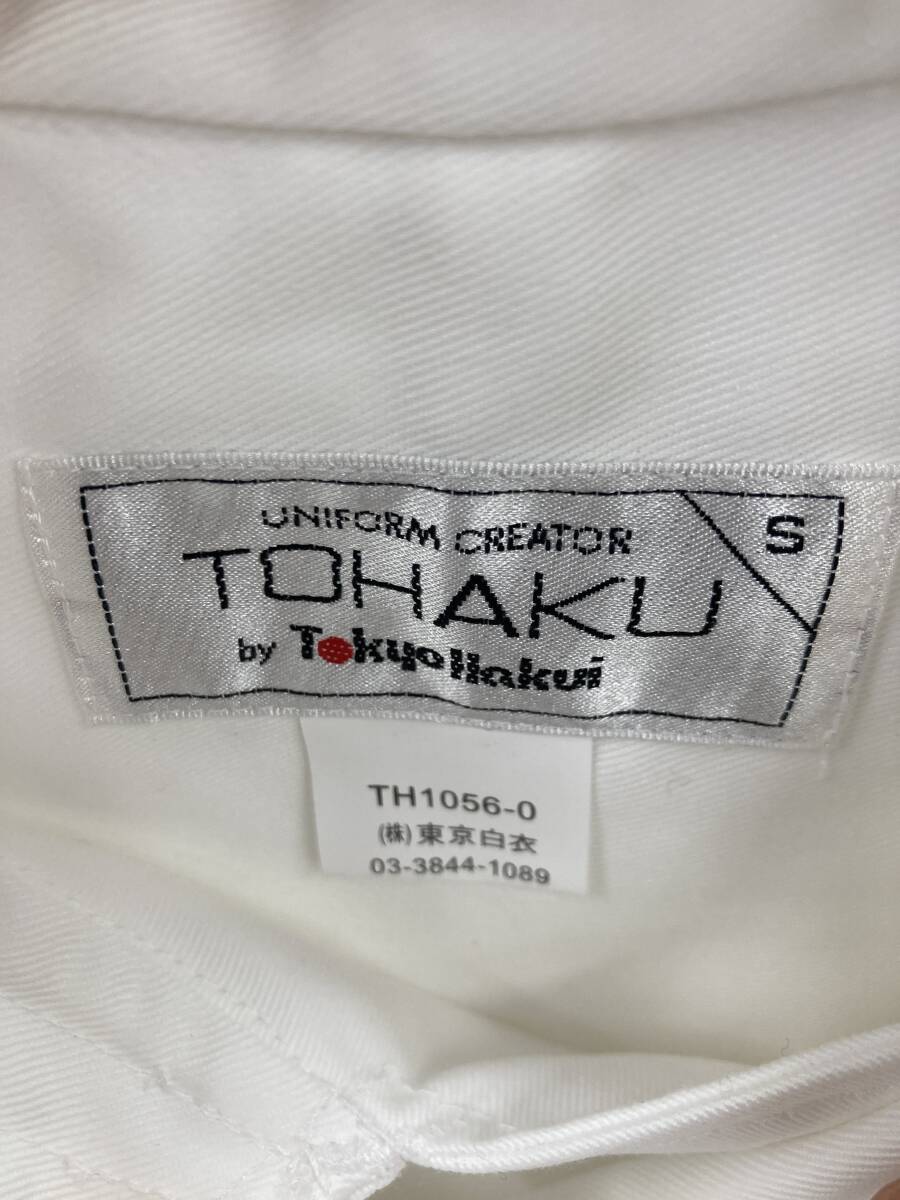 UNIFORM CREATOR
S
TOHAKU
by TokyoHakui
TH1056-0
(株)東京白衣
03-3844-1089